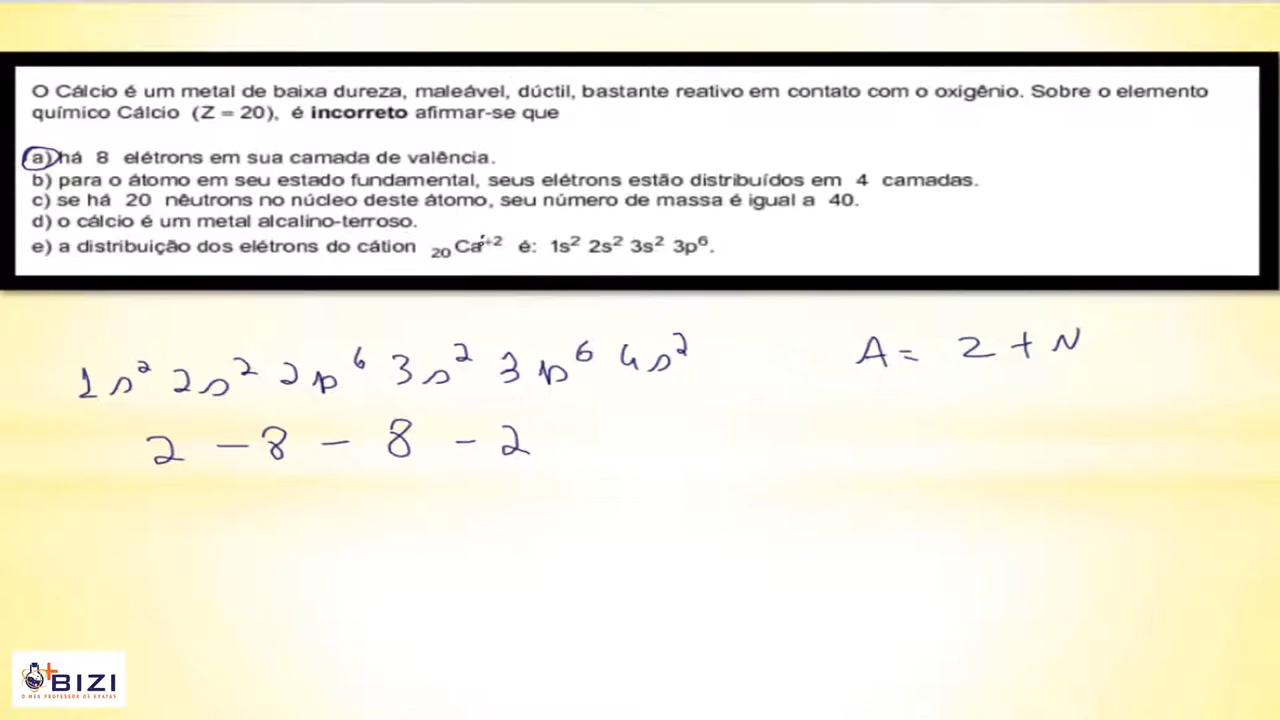 O Cálcio é um metal de baixa dureza, maleável, dúctil, bastante reativo em contato com o oxigênio. Sobre o elemento
químico Cálcio (Z = 20), é incorreto afirmar-se que
a) há 8 elétrons em sua camada de valência.
b) para o átomo em seu estado fundamental, seus elétrons estão distribuídos em 4 camadas.
c) se há 20 nêutrons no núcleo deste átomo, seu número de massa é igual a 40.
d) o cálcio é um metal alcalino-terroso.
e) a distribuição dos elétrons do cátion ₂₀Ca⁺² é: 1s² 2s² 3s² 3p⁶.
1s² 2s² 2p⁶ 3s² 3p⁶ 4s²
A = Z + N
2 - 8 - 8 - 2
+BIZI
O MEU PROFESSOR DE EXATAS